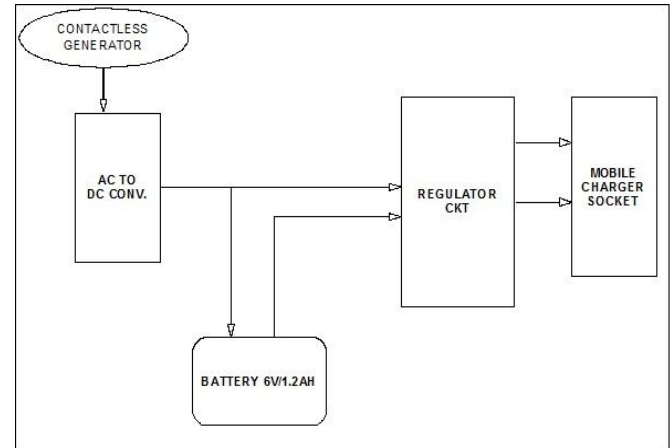 CONTACTLESS
GENERATOR
AC TO
DC CONV.
REGULATOR
CKT
MOBILE
CHARGER
SOCKET
BATTERY 6V/1.2AH